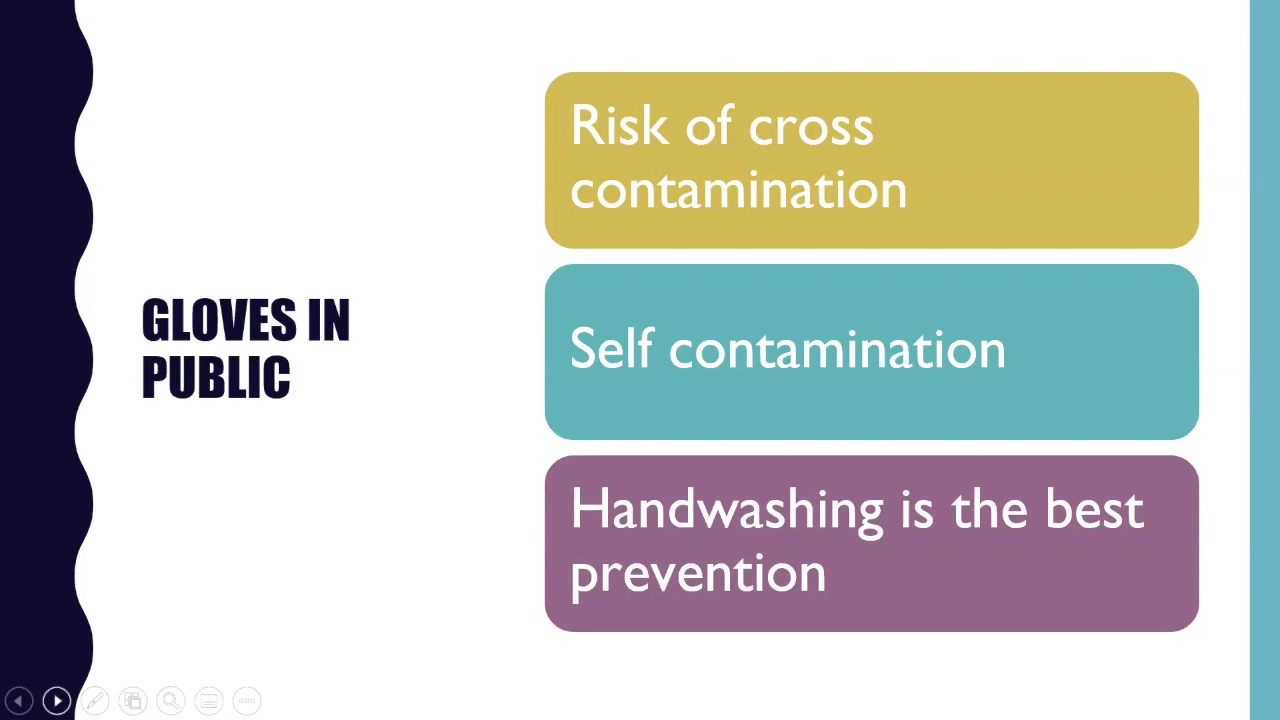 GLOVES IN
PUBLIC
Risk of cross
contamination
Self contamination
Handwashing is the best
prevention